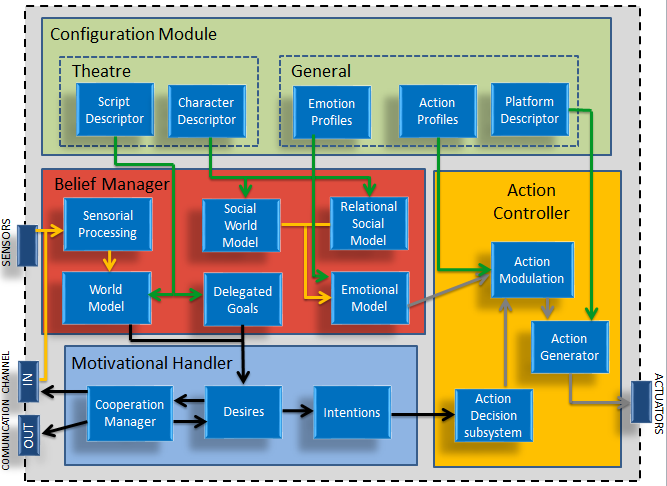 Configuration Module
Theatre
General
Script
Descriptor
Character
Descriptor
Emotion
Profiles
Action
Profiles
Platform
Descriptor
Belief Manager
Sensorial
Processing
Social
World
Model
Relational
Social
Model
World
Model
Delegated
Goals
Emotional
Model
Action
Controller
Action
Modulation
Action
Generator
Action
Decision
subsystem
Motivational Handler
Cooperation
Manager
Desires
Intentions
SENSORS
COMUNICATION CHANNEL
IN
OUT
ACTUATORS